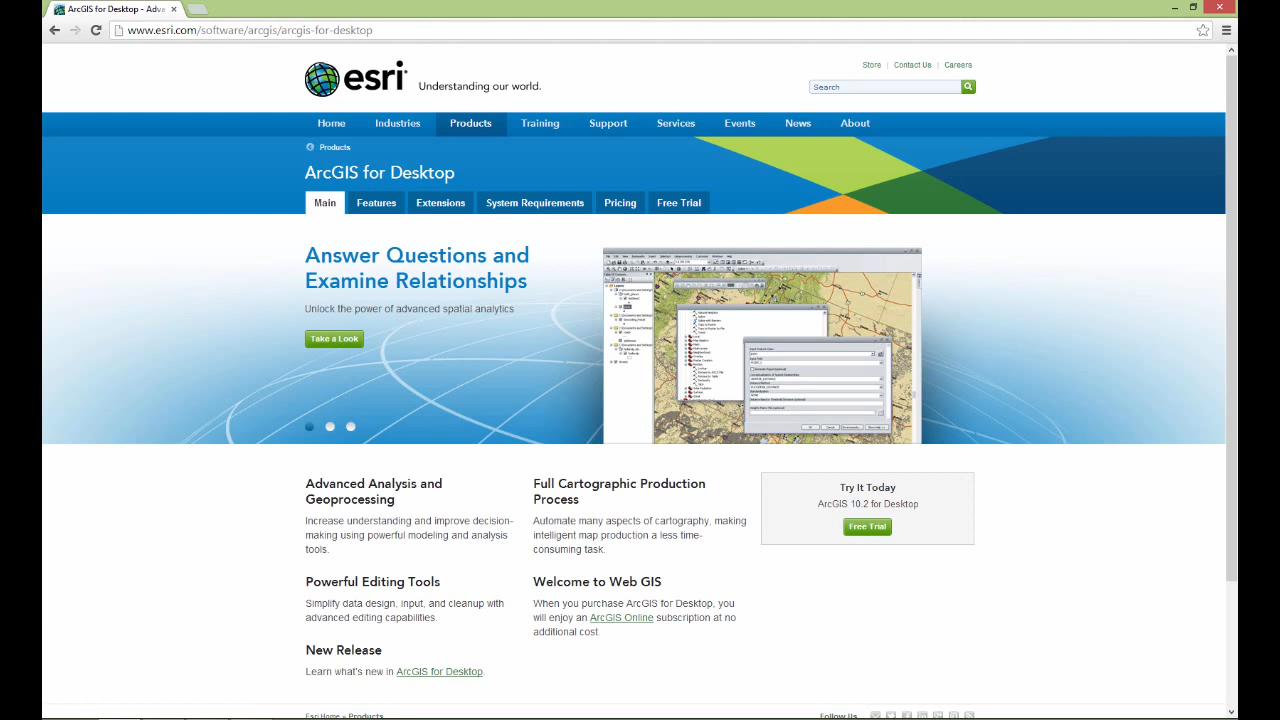 ArcGIS for Desktop - Adva
www.esri.com/software/arcgis/arcgis-for-desktop
esri Understanding our world.
Store | Contact Us | Careers
Search
Home Industries Products Training Support Services Events News About
Products
ArcGIS for Desktop
Main Features Extensions System Requirements Pricing Free Trial
Answer Questions and
Examine Relationships
Unlock the power of advanced spatial analytics
Take a Look
Advanced Analysis and
Geoprocessing
Increase understanding and improve decision-
making using powerful modeling and analysis
tools.
Full Cartographic Production
Process
Automate many aspects of cartography, making
intelligent map production a less time-
consuming task.
Try It Today
ArcGIS 10.2 for Desktop
Free Trial
Powerful Editing Tools
Simplify data design, input, and cleanup with
advanced editing capabilities.
Welcome to Web GIS
When you purchase ArcGIS for Desktop, you
will enjoy an ArcGIS Online subscription at no
additional cost
New Release
Learn what's new in ArcGIS for Desktop.
Esri Home » Products
Follow Us